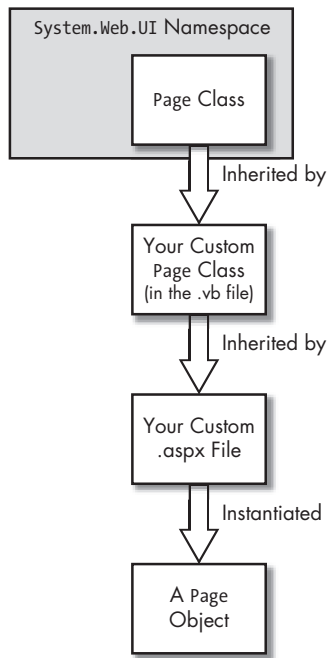 System.Web.UI Namespace
Page Class
Inherited by
Your Custom
Page Class
(in the .vb file)
Inherited by
Your Custom
.aspx File
Instantiated
A Page
Object